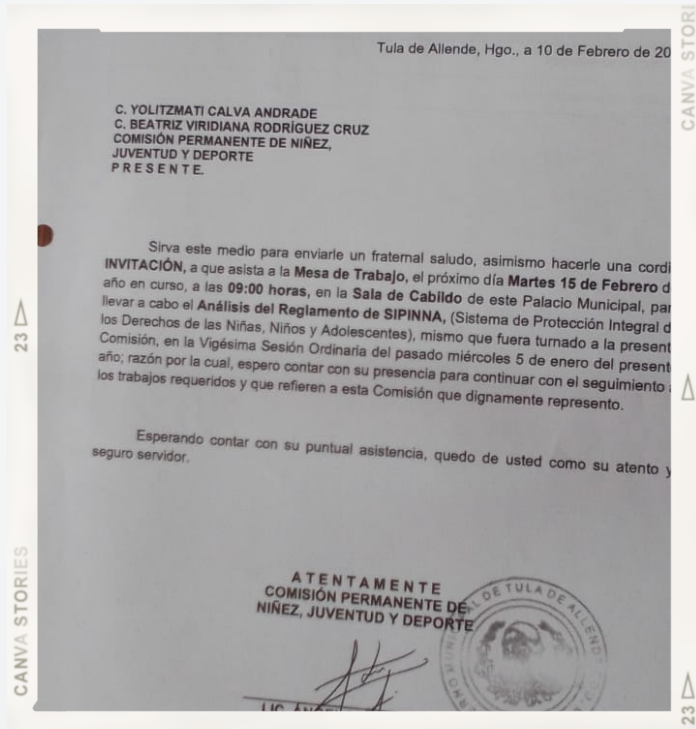 Tula de Allende, Hgo., a 10 de Febrero de 20
C. YOLITZMATI CALVA ANDRADE
C. BEATRIZ VIRIDIANA RODRÍGUEZ CRUZ
COMISIÓN PERMANENTE DE NIÑEZ,
JUVENTUD Y DEPORTE
P R E S E N T E.
Sirva este medio para enviarle un fraternal saludo, asimismo hacerle una cordi
INVITACIÓN, a que asista a la Mesa de Trabajo, el próximo día Martes 15 de Febrero d
año en curso, a las 09:00 horas, en la Sala de Cabildo de este Palacio Municipal, par
llevar a cabo el Análisis del Reglamento de SIPINNA, (Sistema de Protección Integral d
los Derechos de las Niñas, Niños y Adolescentes), mismo que fuera turnado a la present
Comisión, en la Vigésima Sesión Ordinaria del pasado miércoles 5 de enero del present
año; razón por la cual, espero contar con su presencia para continuar con el seguimiento a
los trabajos requeridos y que refieren a esta Comisión que dignamente represento.
Esperando contar con su puntual asistencia, quedo de usted como su atento y
seguro servidor.
A T E N T A M E N T E
COMISIÓN PERMANENTE DE
NIÑEZ, JUVENTUD Y DEPORTE
DE TULA DE ALLEND
LIC.
CANVA STORI
23
CANVA STORIES
23